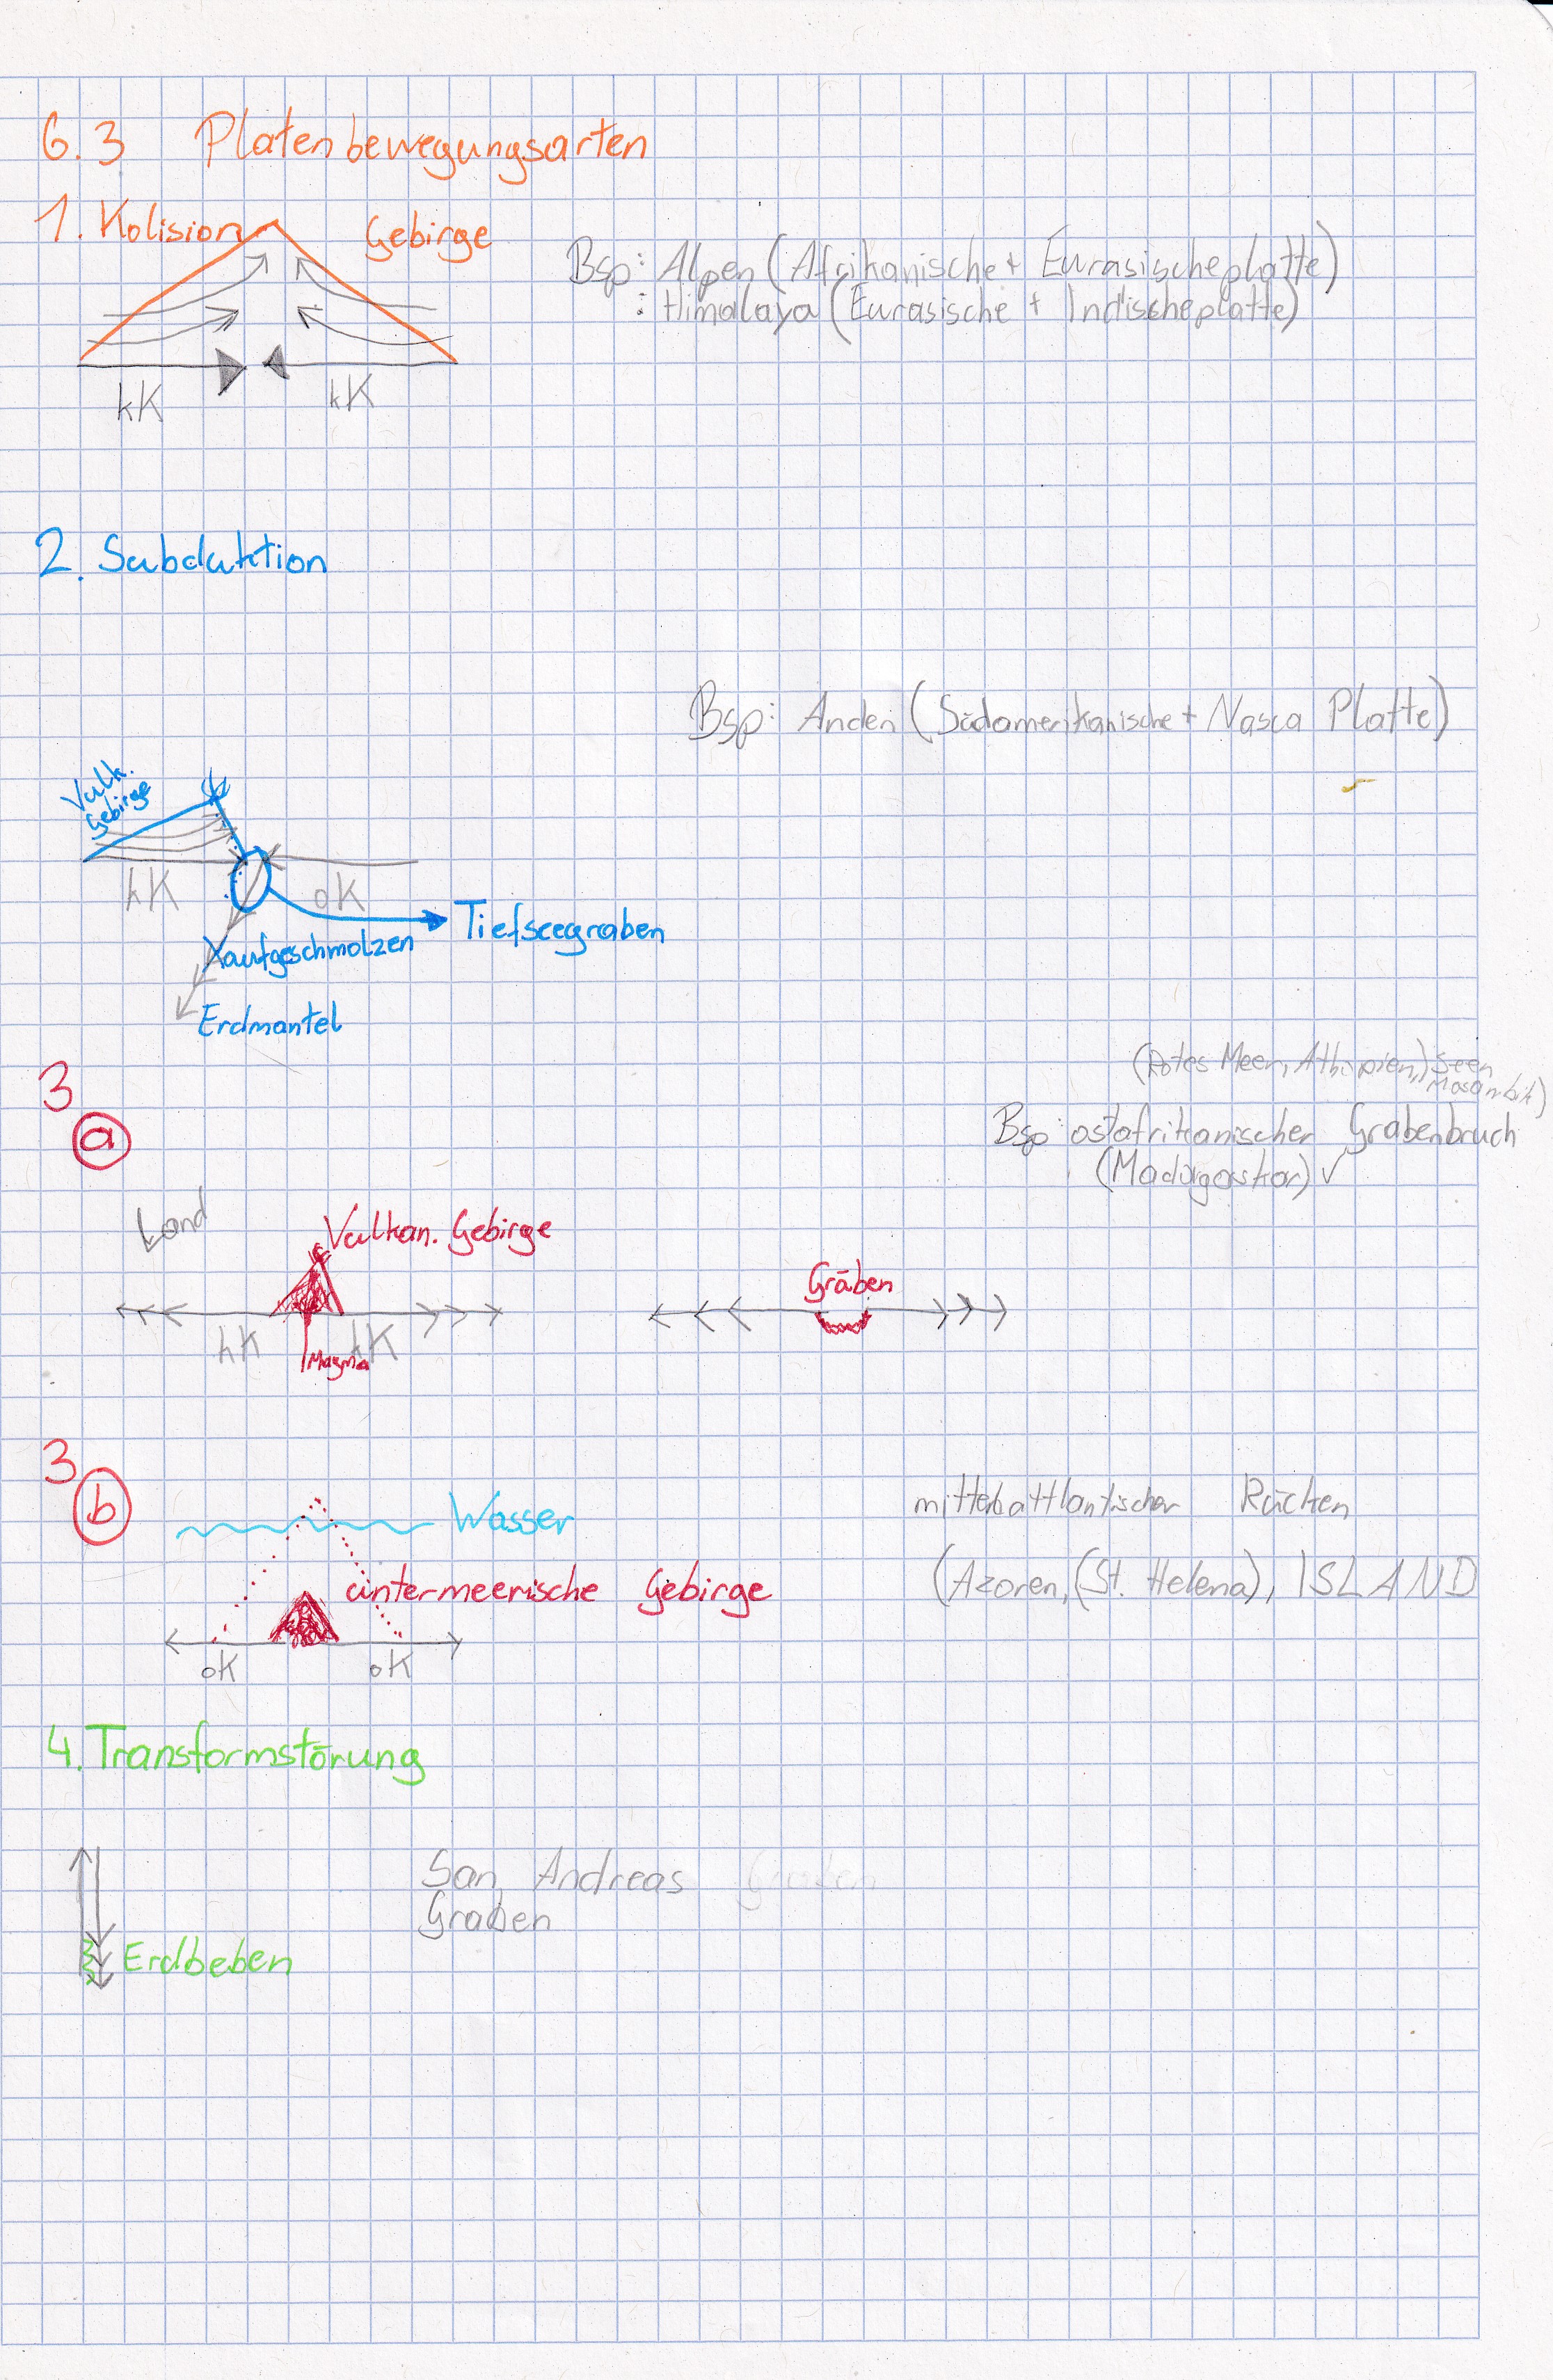 6.3 Platenbewegungsarten
1. Kolision Gebirge
Bsp: Alpen (Afrikanische + Eurasischeplatte)
: Himalaya (Eurasische + Indischeplatte)
kK kK
2. Subduktion
Bsp: Anden (Südamerikanische + Nasca Platte)
Vulk.
Gebirge
kK oK
Tiefseegraben
aufgeschmolzen
Erdmantel
3
a
(Rotes Meer, Äthiopien,) Seen
Mosambik)
Bsp: ostafrikanischer Grabenbruch
(Madagaskar) ✓
Land
Vulkan. Gebirge
Gräben
kK kK
Magma
3
b
Wasser
mittelattlantischer Rücken
untermeerische Gebirge
(Azoren, (St. Helena), ISLAND
oK oK
4. Transformstörung
San Andreas Graben
Graben
Erdbeben